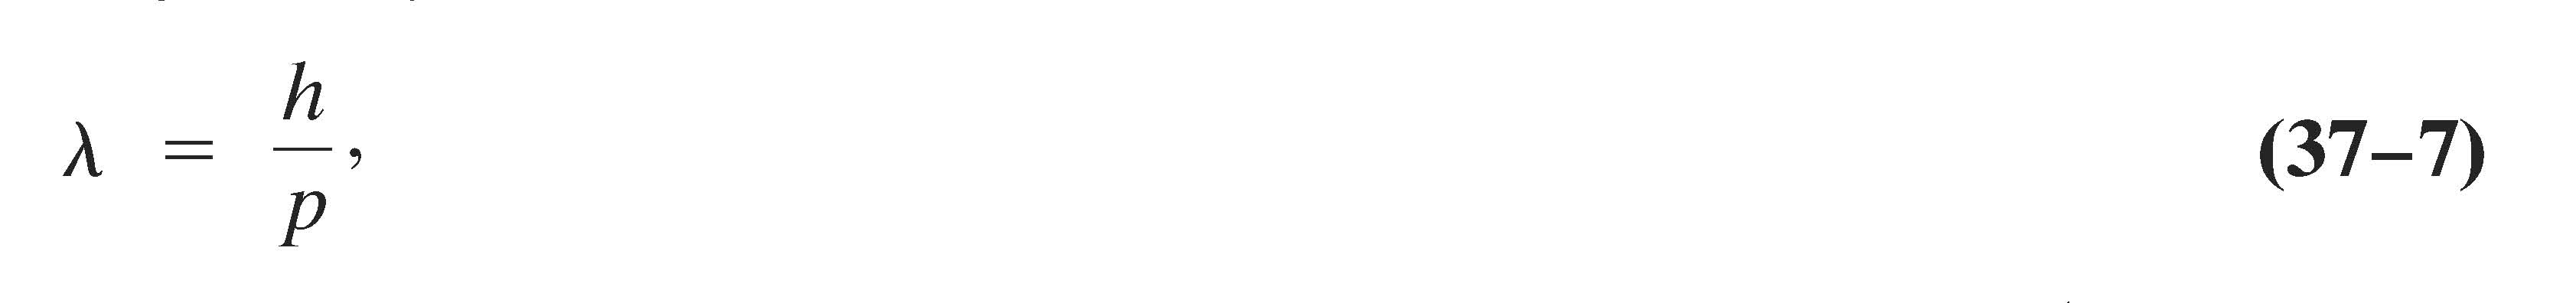 λ = h/p, (37–7)